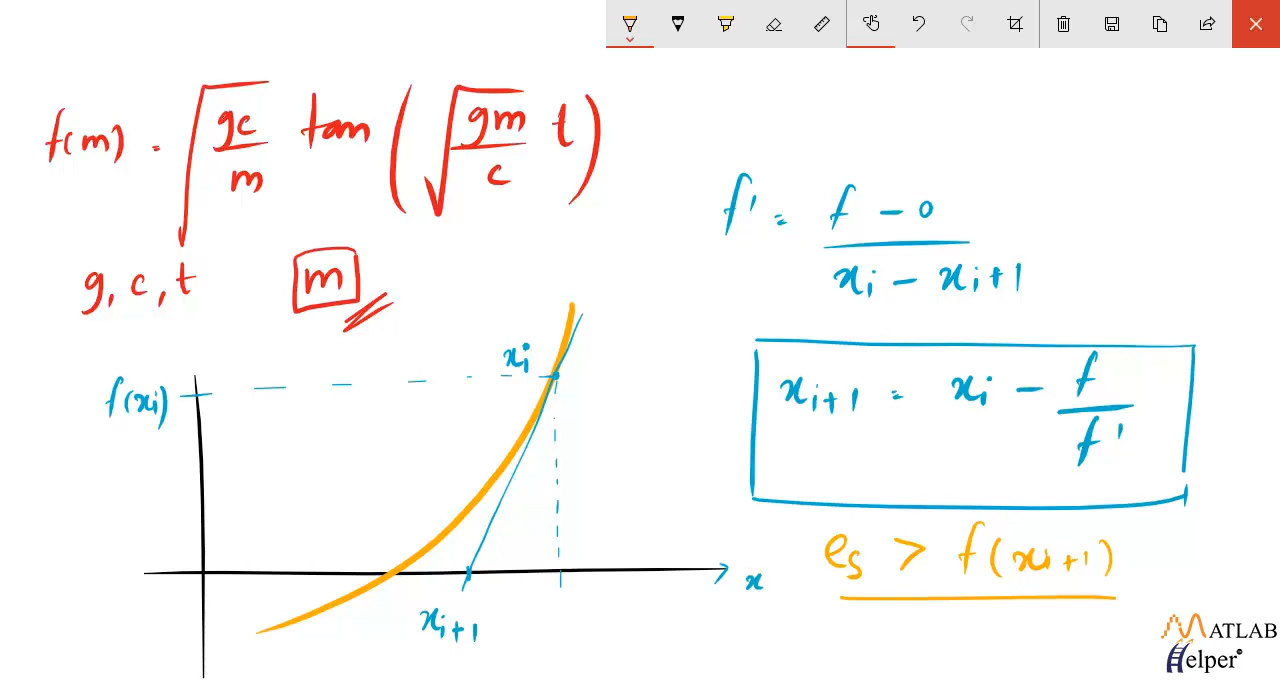 f(m) = √(gc/m) tan(√(gm/c) t)
g, c, t m
f' = (f - 0)/(xi - xi+1)
xi
f(xi)
xi+1 = xi - f/f'
es > f(xi+1)
x
xi+1
MATLAB
Helper